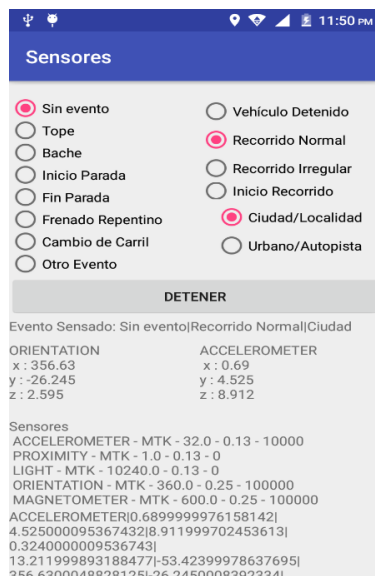 11:50 PM
Sensores
Sin evento
Tope
Bache
Inicio Parada
Fin Parada
Frenado Repentino
Cambio de Carril
Otro Evento
Vehículo Detenido
Recorrido Normal
Recorrido Irregular
Inicio Recorrido
Ciudad/Localidad
Urbano/Autopista
DETENER
Evento Sensado: Sin evento|Recorrido Normal|Ciudad
ORIENTATION
x : 356.63
y : -26.245
z : 2.595
ACCELEROMETER
x : 0.69
y : 4.525
z : 8.912
Sensores
ACCELEROMETER - MTK - 32.0 - 0.13 - 10000
PROXIMITY - MTK - 1.0 - 0.13 - 0
LIGHT - MTK - 10240.0 - 0.13 - 0
ORIENTATION - MTK - 360.0 - 0.25 - 100000
MAGNETOMETER - MTK - 600.0 - 0.25 - 100000
ACCELEROMETER|0.6899999976158142|
4.525000095367432|8.911999702453613|
0.3240000009536743|
13.211999893188477|-53.42399978637695|
356.6300048828125|-26.2450008392334|